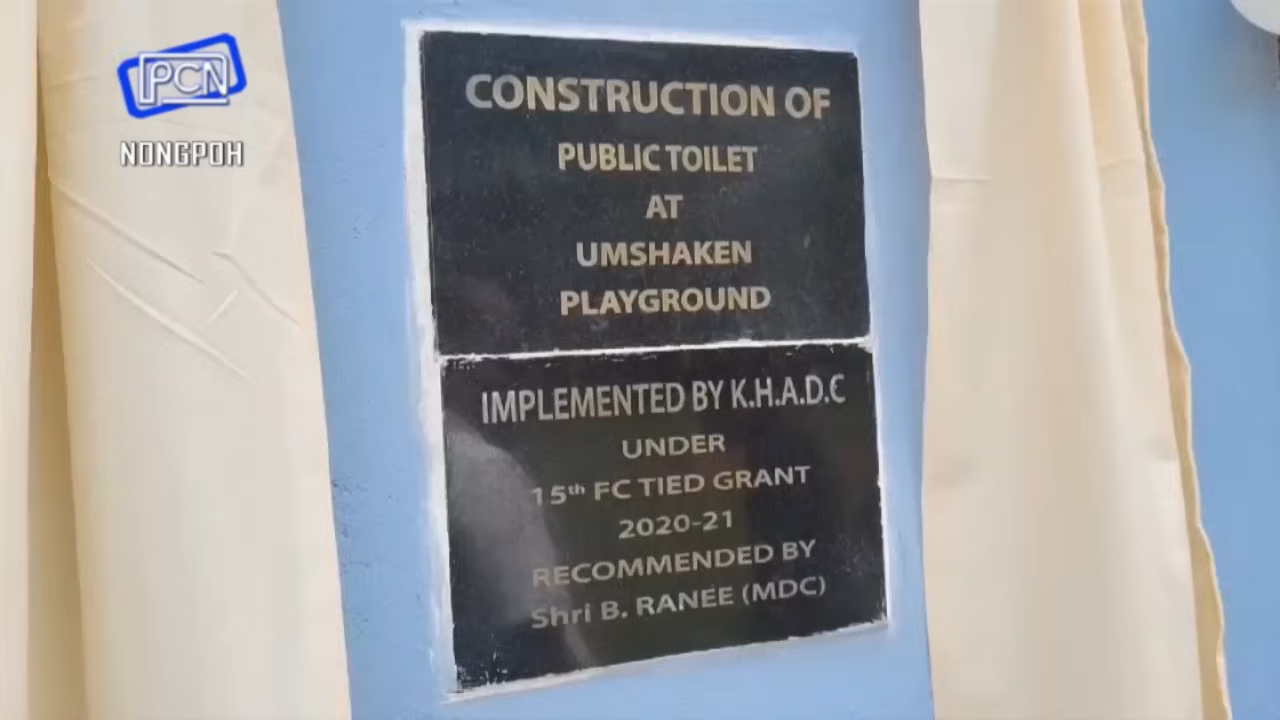 PCN
NONGPOH
CONSTRUCTION OF
PUBLIC TOILET
AT
UMSHAKEN
PLAYGROUND
IMPLEMENTED BY K.H.A.D.C
UNDER
15th FC TIED GRANT
2020-21
RECOMMENDED BY
Shri B. RANEE (MDC)